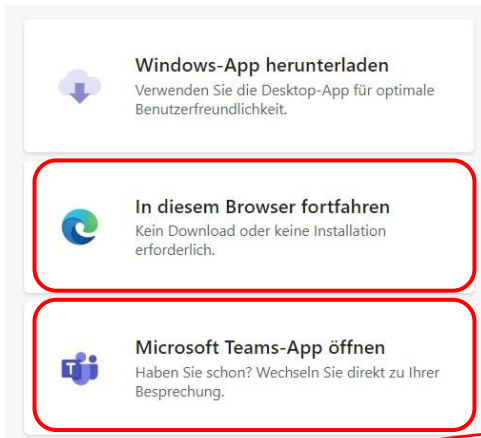 Windows-App herunterladen
Verwenden Sie die Desktop-App für optimale
Benutzerfreundlichkeit.
In diesem Browser fortfahren
Kein Download oder keine Installation
erforderlich.
Microsoft Teams-App öffnen
Haben Sie schon? Wechseln Sie direkt zu Ihrer
Besprechung.